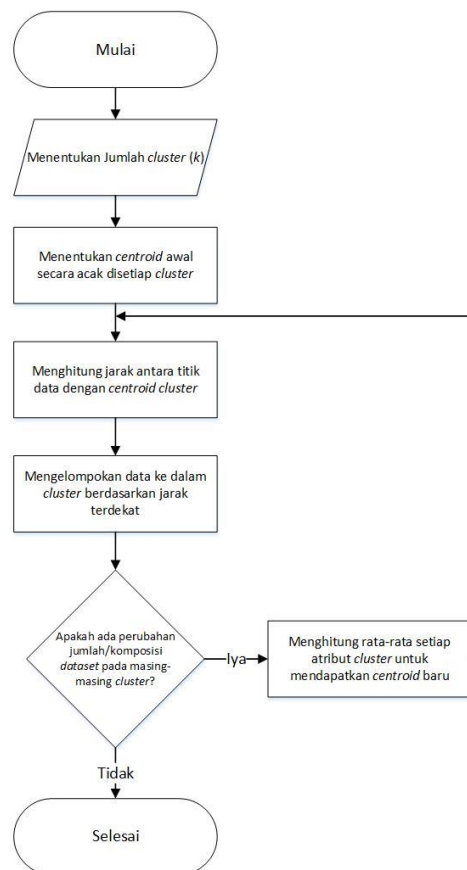 Mulai
Menentukan Jumlah cluster (k)
Menentukan centroid awal
secara acak disetiap cluster
Menghitung jarak antara titik
data dengan centroid cluster
Mengelompokan data ke dalam
cluster berdasarkan jarak
terdekat
Apakah ada perubahan
jumlah/komposisi
dataset pada masing-
masing cluster?
Iya
Menghitung rata-rata setiap
atribut cluster untuk
mendapatkan centroid baru
Tidak
Selesai